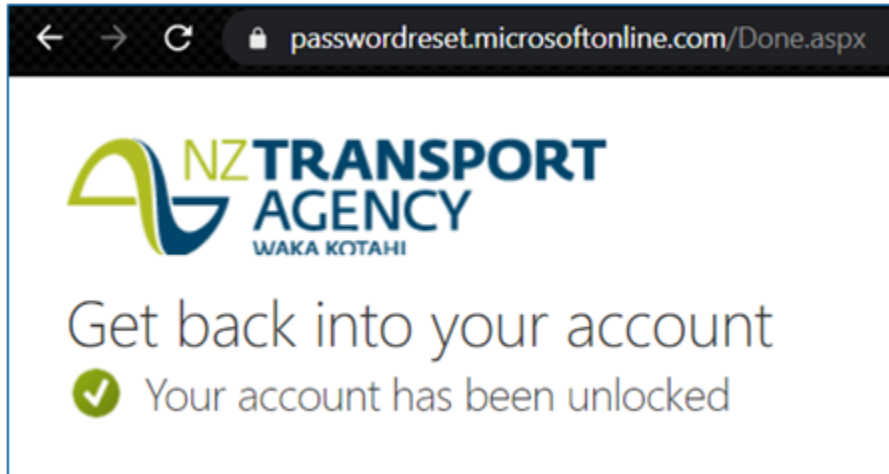 passwordreset.microsoftonline.com/Done.aspx
NZ TRANSPORT
AGENCY
WAKA KOTAHI
Get back into your account
Your account has been unlocked